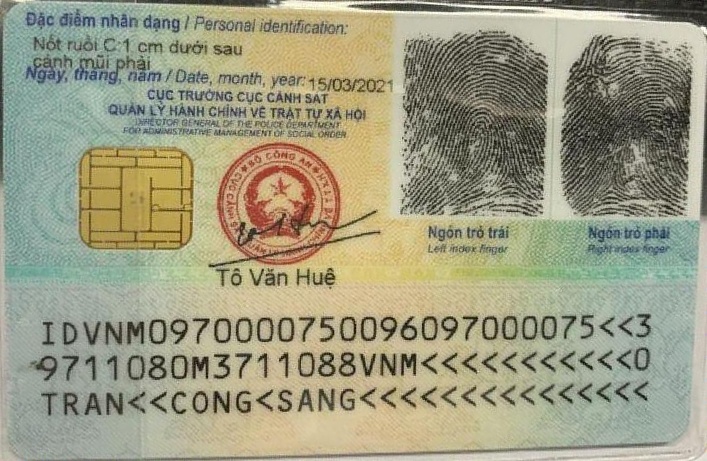 Đặc điểm nhân dạng / Personal identification:
Nốt ruồi C:1 cm dưới sau
cánh mũi phải
Ngày, tháng, năm / Date, month, year: 15/03/2021
CỤC TRƯỞNG CỤC CẢNH SÁT
QUẢN LÝ HÀNH CHÍNH VỀ TRẬT TỰ XÃ HỘI
DIRECTOR GENERAL OF THE POLICE DEPARTMENT
FOR ADMINISTRATIVE MANAGEMENT OF SOCIAL ORDER
BỘ CÔNG AN
Tô Văn Huệ
Ngón trỏ trái
Left index finger
Ngón trỏ phải
Right index finger
IDVNM0970000750096097000075<<3
9711080M3711088VNM<<<<<<<<<<<0
TRAN<<CONG<SANG<<<<<<<<<<<<<<<